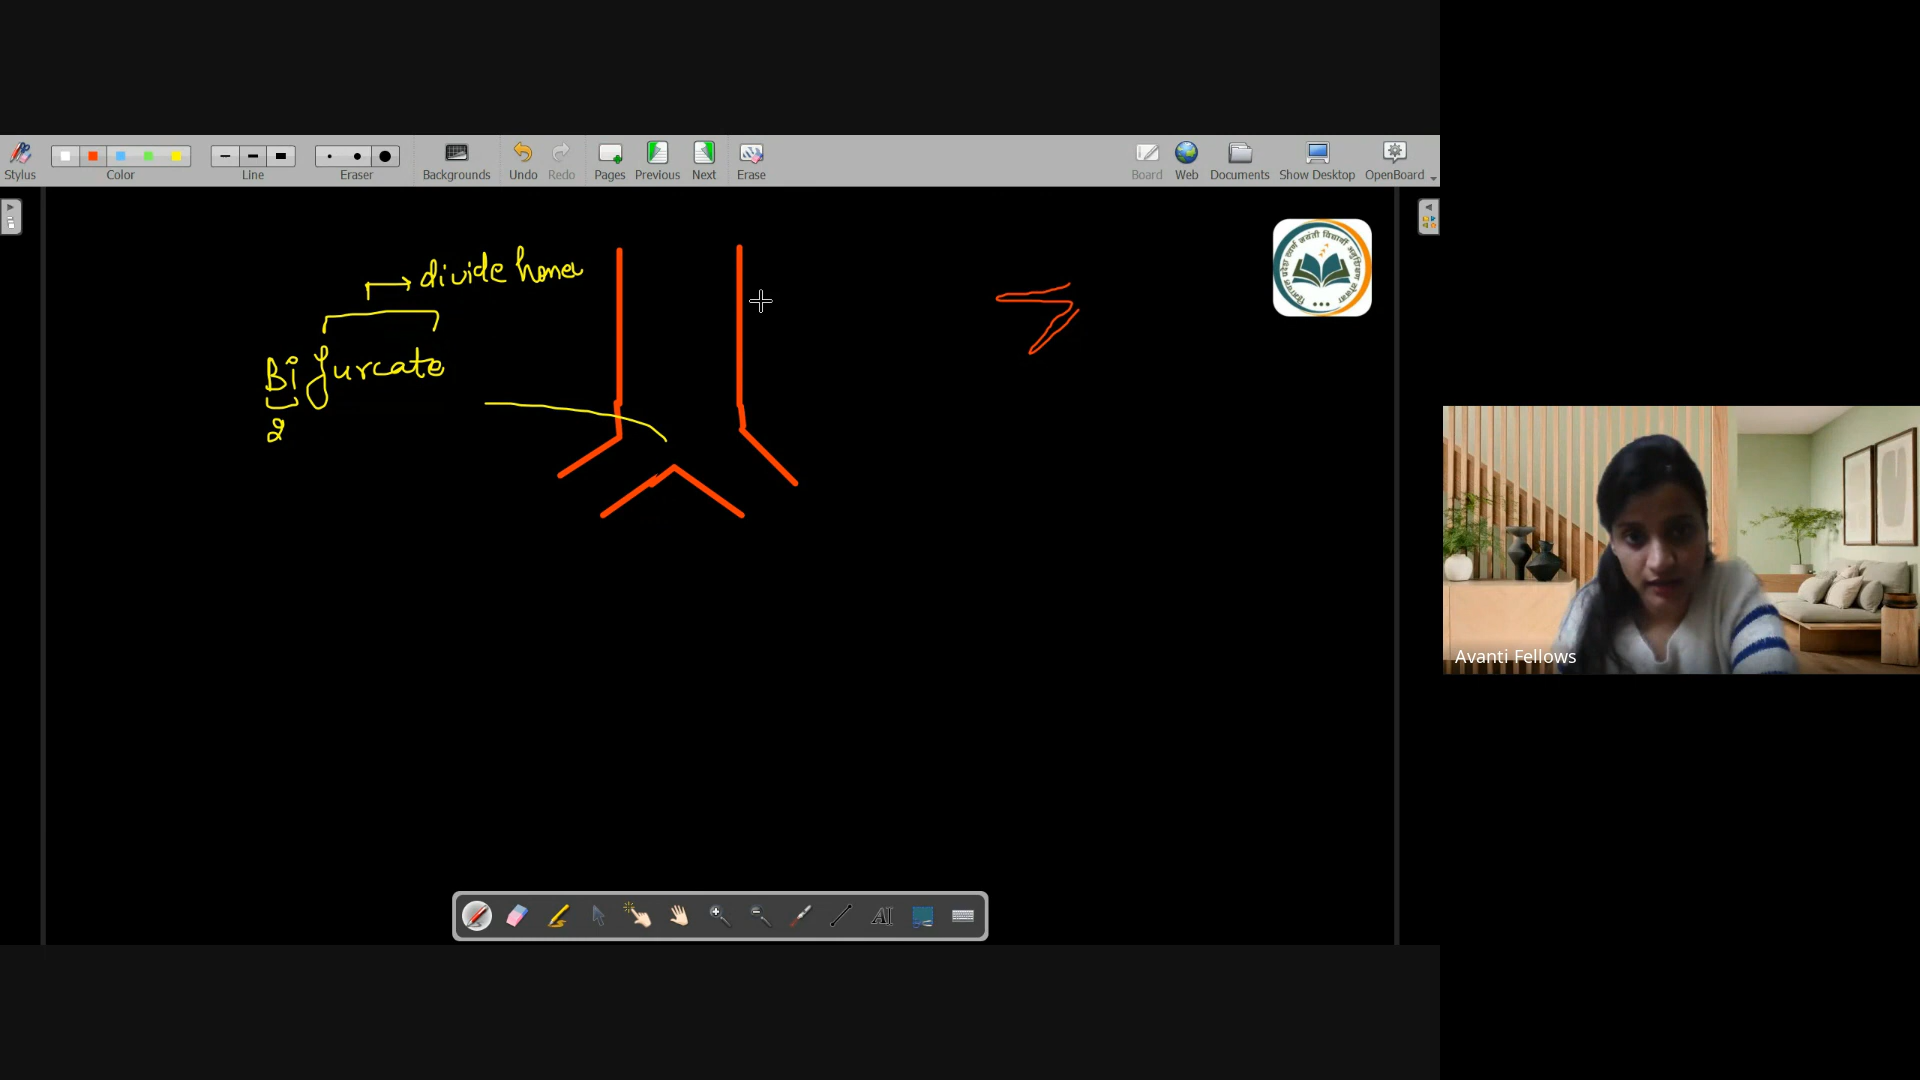 Stylus Color Line Eraser Backgrounds Undo Redo Pages Previous Next Erase Board Web Documents Show Desktop OpenBoard
divide hona
Bifurcate
2
Avanti Fellows